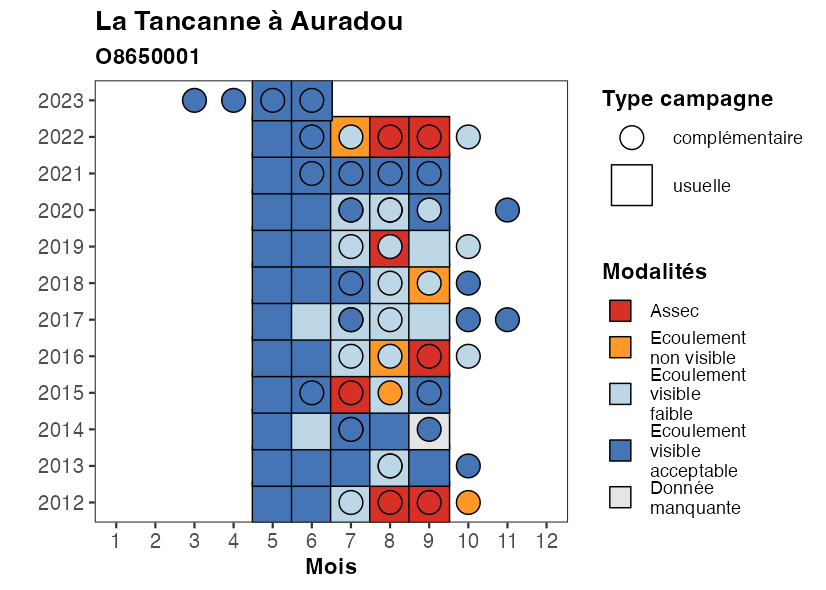 La Tancanne à Auradou
O8650001
2023
2022
2021
2020
2019
2018
2017
2016
2015
2014
2013
2012
1 2 3 4 5 6 7 8 9 10 11 12
Mois
Type campagne
complémentaire
usuelle
Modalités
Assec
Ecoulement
non visible
Ecoulement
visible
faible
Ecoulement
visible
acceptable
Donnée
manquante